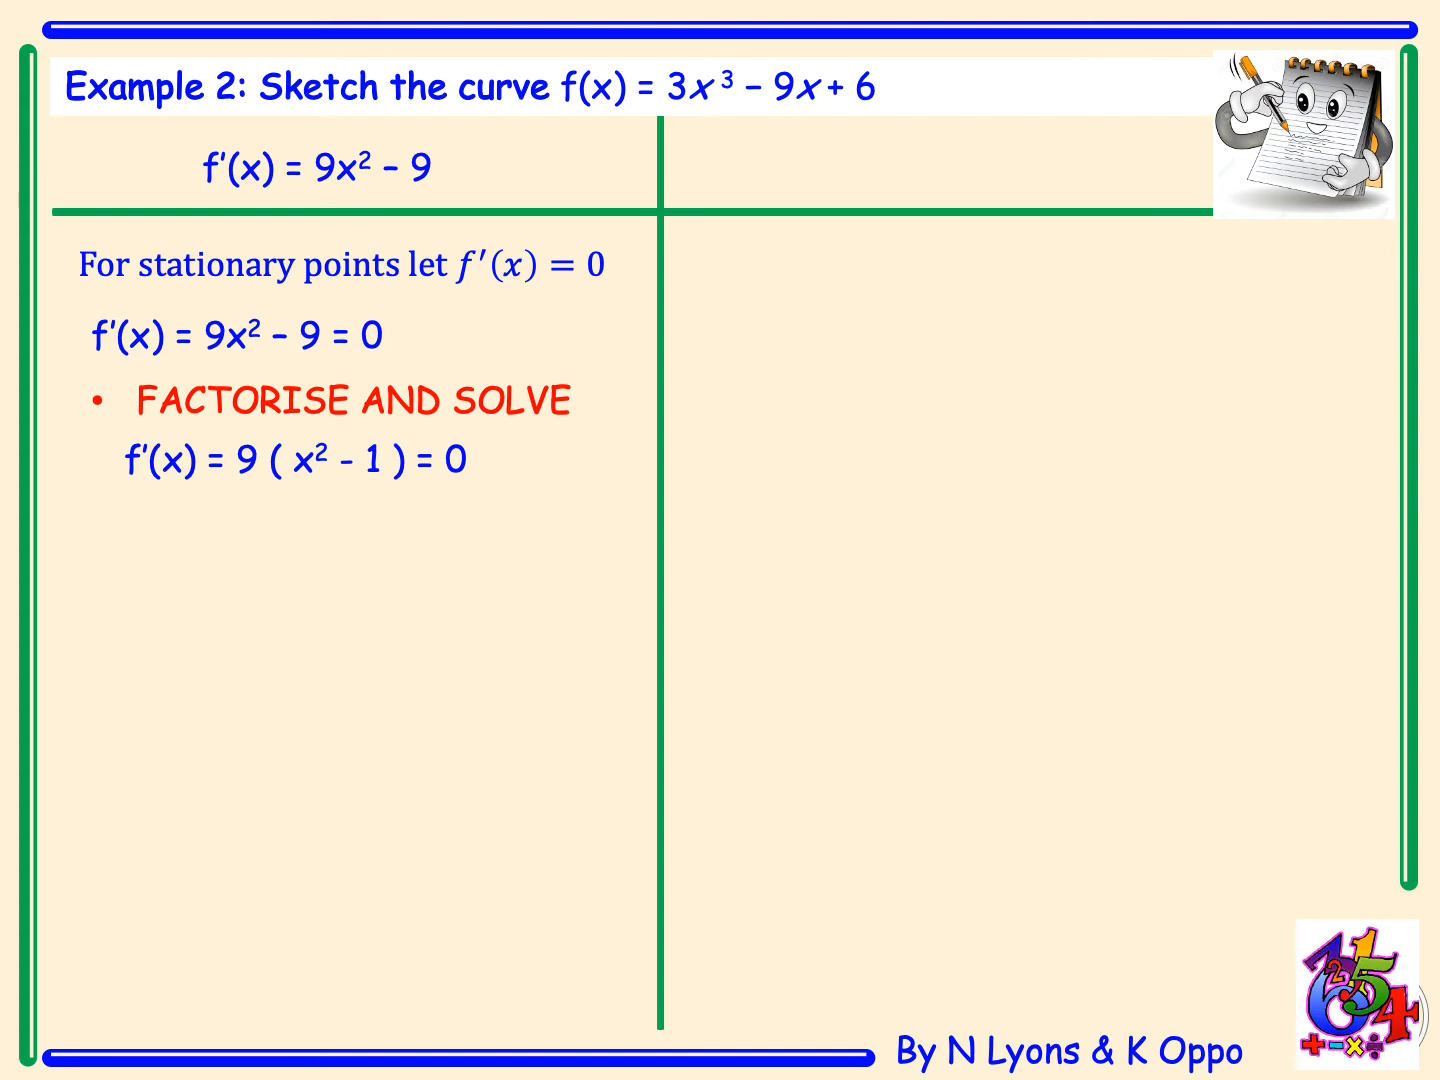 Example 2: Sketch the curve f(x) = 3x³ – 9x + 6
f’(x) = 9x² – 9
For stationary points let f′(x) = 0
f’(x) = 9x² – 9 = 0
• FACTORISE AND SOLVE
f’(x) = 9 ( x² - 1 ) = 0
By N Lyons & K Oppo